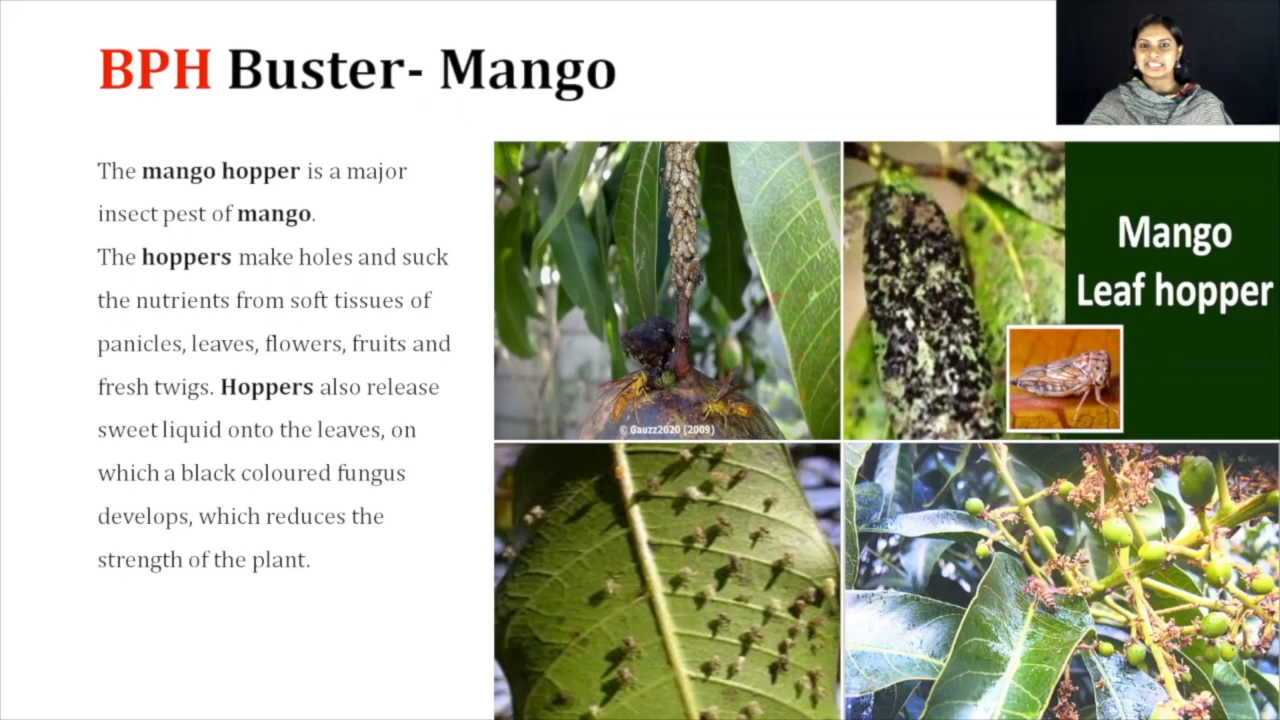 BPH Buster- Mango
The mango hopper is a major
insect pest of mango.
The hoppers make holes and suck
the nutrients from soft tissues of
panicles, leaves, flowers, fruits and
fresh twigs. Hoppers also release
sweet liquid onto the leaves, on
which a black coloured fungus
develops, which reduces the
strength of the plant.
© Gauzz2020 (2009)
Mango
Leaf hopper